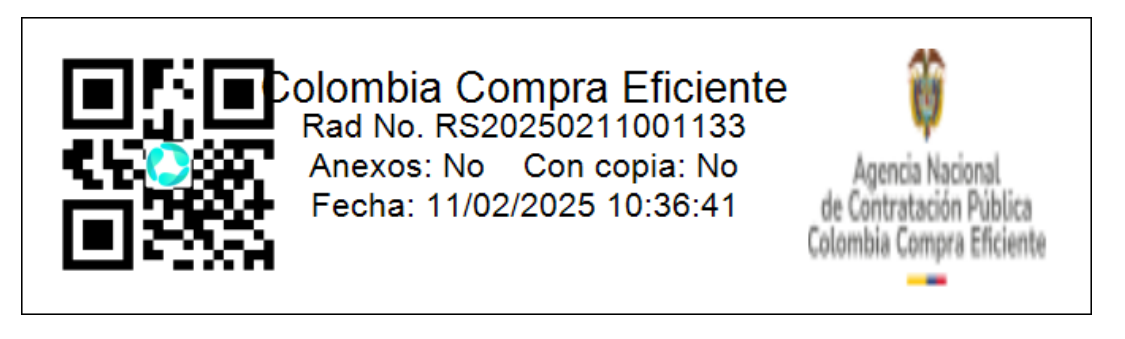 Colombia Compra Eficiente
Rad No. RS20250211001133
Anexos: No Con copia: No
Fecha: 11/02/2025 10:36:41
Agencia Nacional
de Contratación Pública
Colombia Compra Eficiente